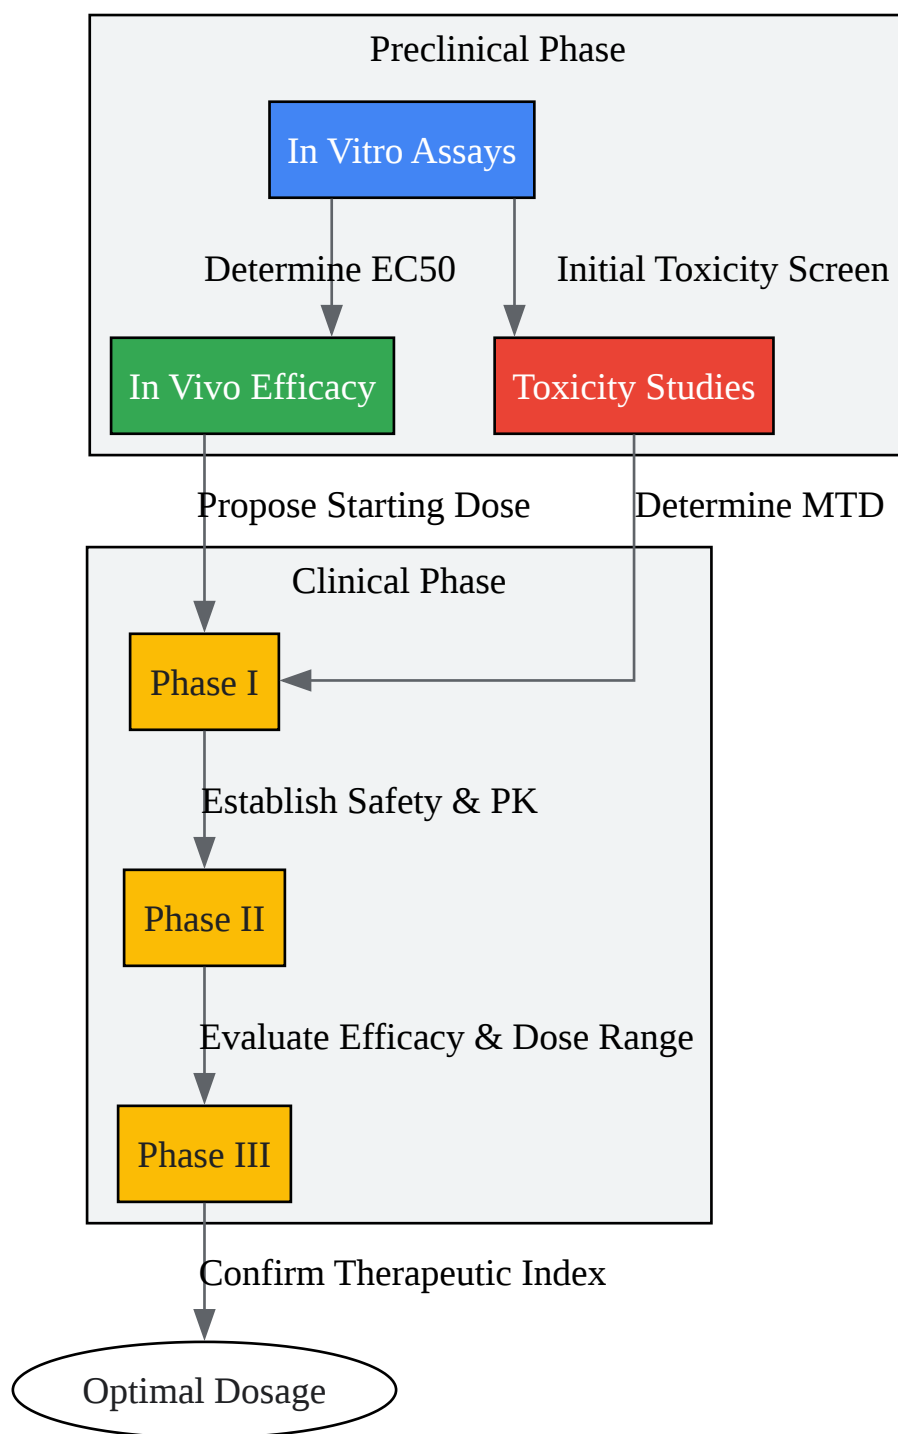 Preclinical Phase
In Vitro Assays
Determine EC50
Initial Toxicity Screen
In Vivo Efficacy
Toxicity Studies
Propose Starting Dose
Determine MTD
Clinical Phase
Phase I
Establish Safety & PK
Phase II
Evaluate Efficacy & Dose Range
Phase III
Confirm Therapeutic Index
Optimal Dosage